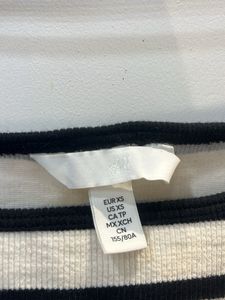 EUR XS
US XS
CA TP
MX XCH
CN
155/80A